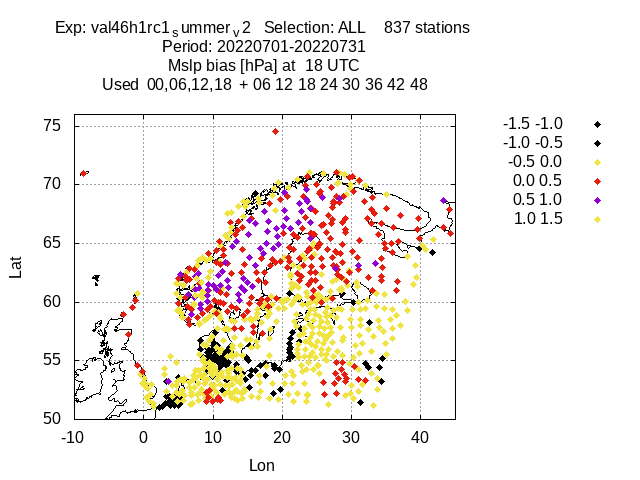 Exp: val46h1rc1summerv2 Selection: ALL 837 stations
Period: 20220701-20220731
Mslp bias [hPa] at 18 UTC
Used 00,06,12,18 + 06 12 18 24 30 36 42 48
-1.5 -1.0
-1.0 -0.5
-0.5 0.0
0.0 0.5
0.5 1.0
1.0 1.5
75
70
65
60
55
50
Lat
-10 0 10 20 30 40
Lon